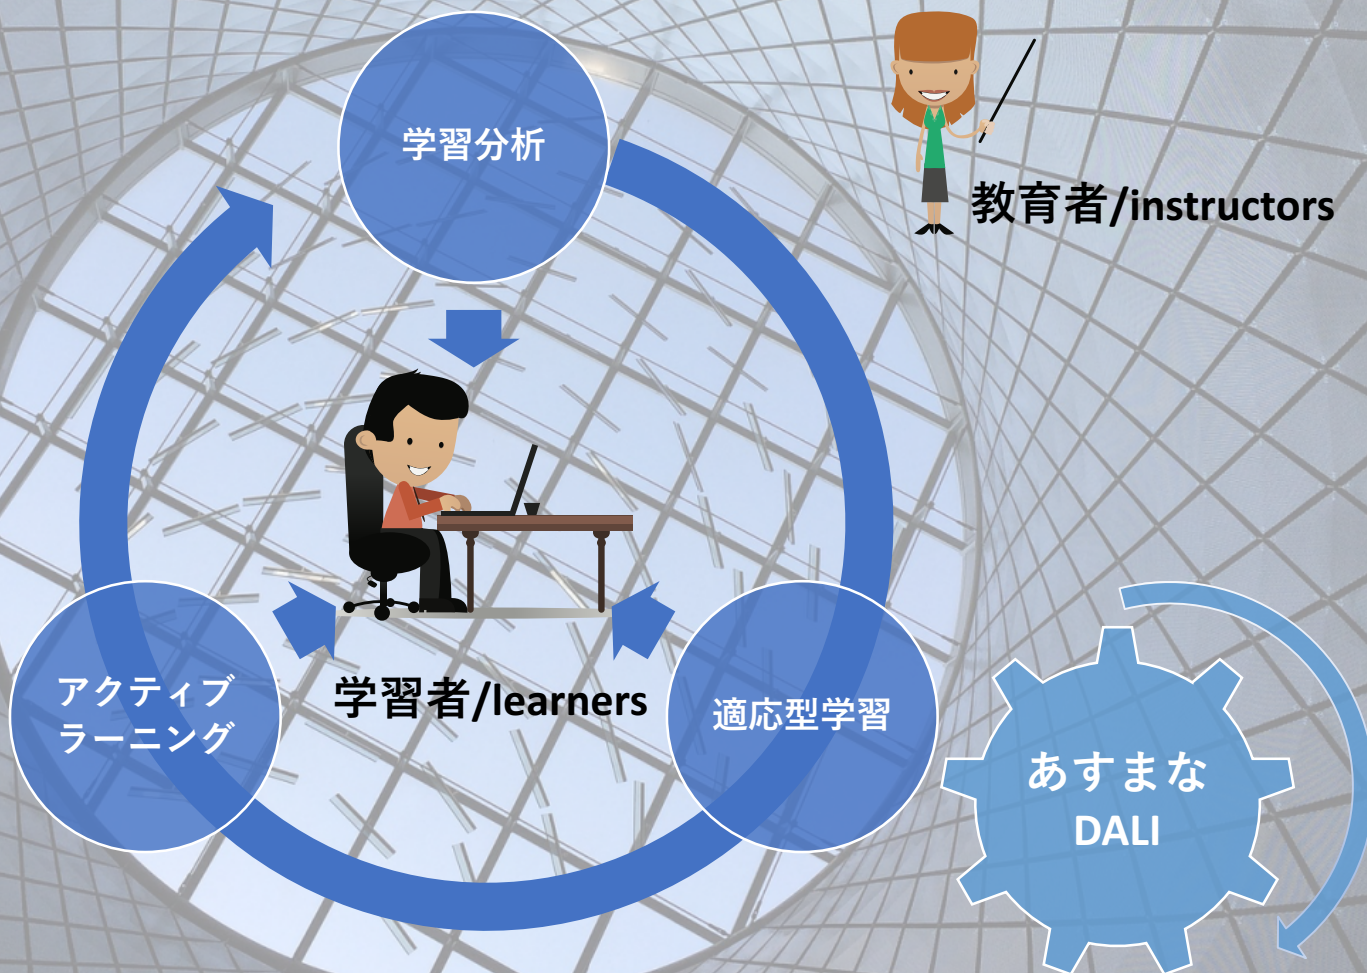 学習分析
教育者/instructors
アクティブ
ラーニング
学習者/learners
適応型学習
あすまな
DALI